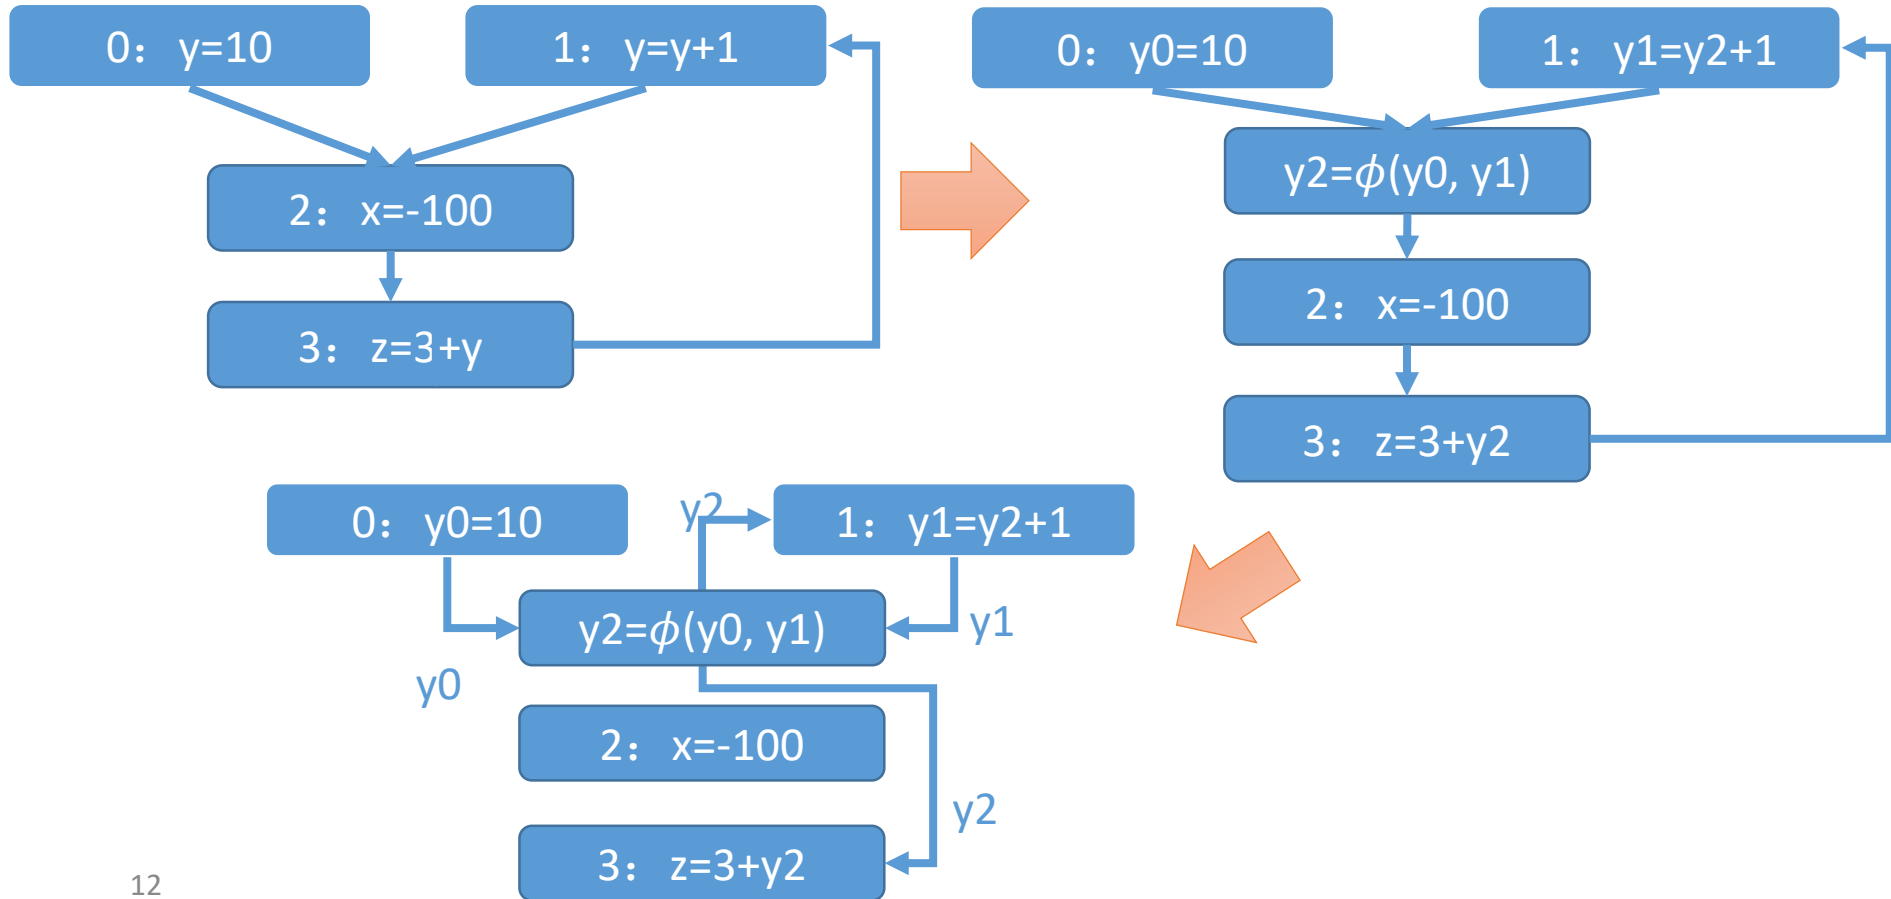 0： y=10
1： y=y+1
2： x=-100
3： z=3+y
0： y0=10
1： y1=y2+1
y2=ϕ(y0, y1)
2： x=-100
3： z=3+y2
0： y0=10
y2
1： y1=y2+1
y2=ϕ(y0, y1)
y1
y0
2： x=-100
y2
3： z=3+y2
12